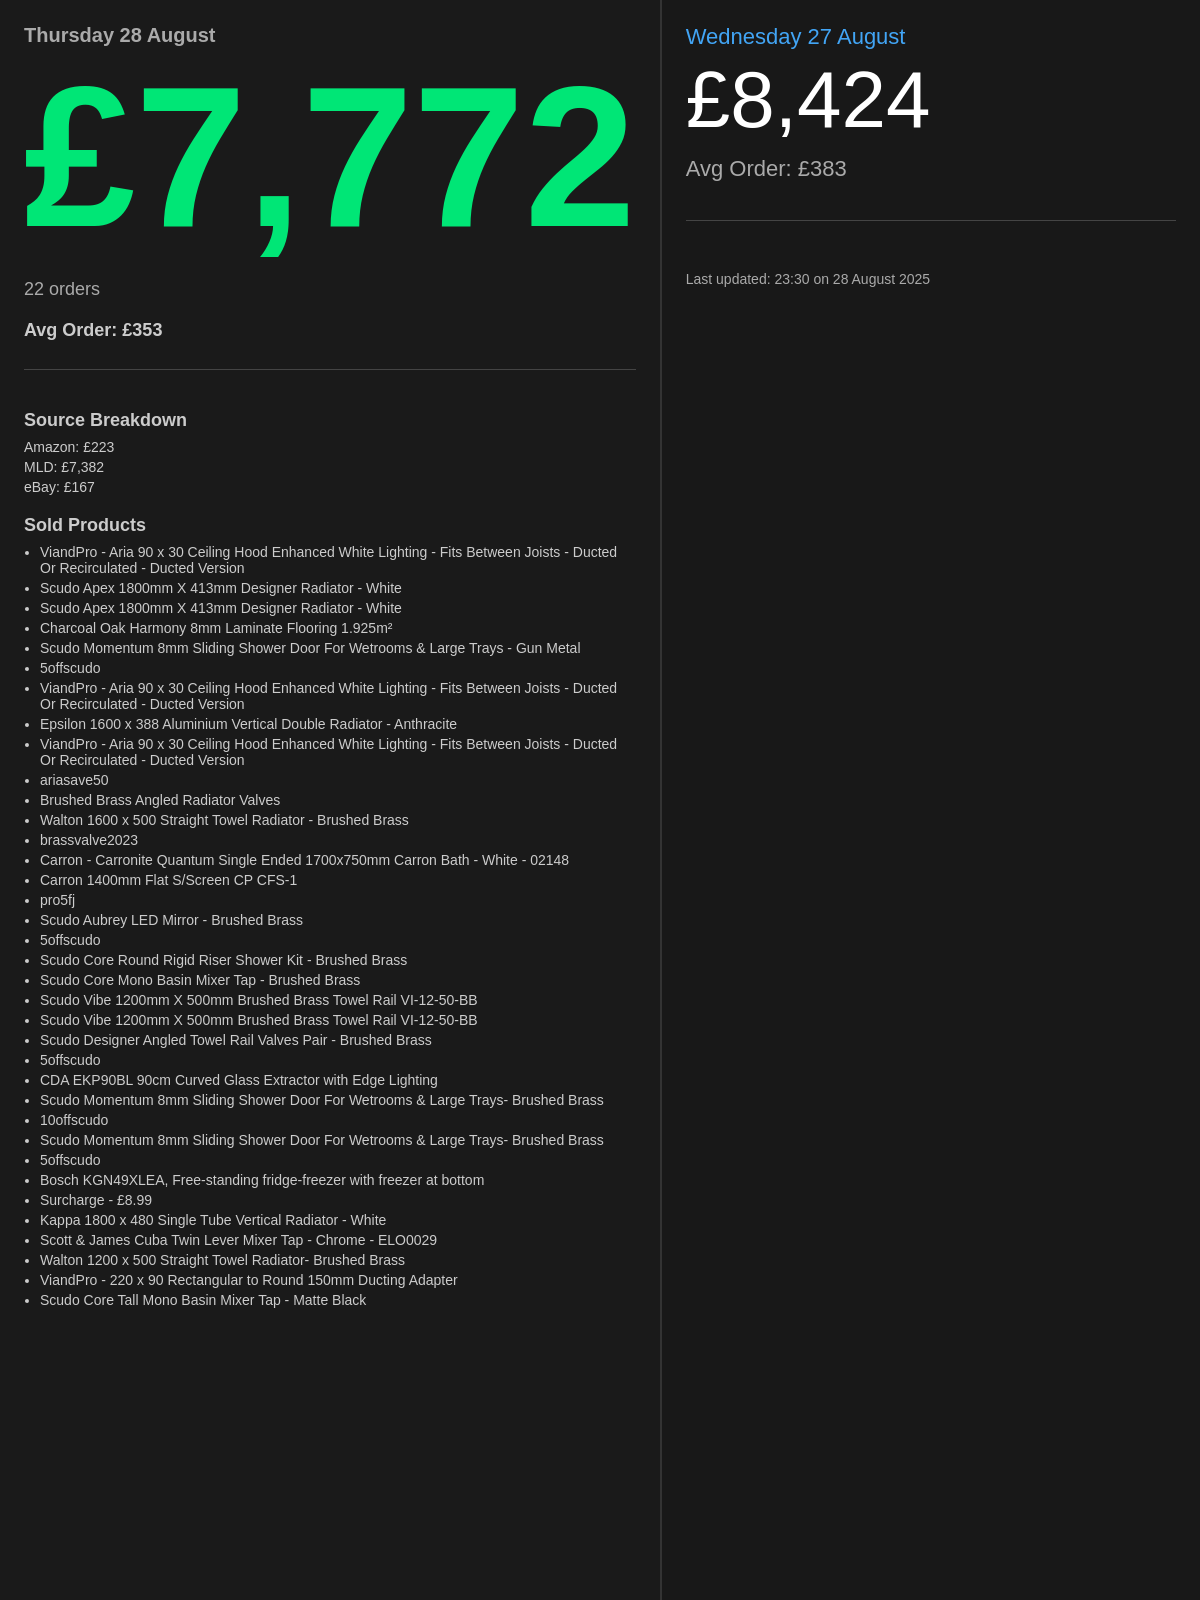 Thursday 28 August
£7,772
22 orders
Avg Order: £353
Source Breakdown
Amazon: £223
MLD: £7,382
eBay: £167
Sold Products
• ViandPro - Aria 90 x 30 Ceiling Hood Enhanced White Lighting - Fits Between Joists - Ducted
Or Recirculated - Ducted Version
• Scudo Apex 1800mm X 413mm Designer Radiator - White
• Scudo Apex 1800mm X 413mm Designer Radiator - White
• Charcoal Oak Harmony 8mm Laminate Flooring 1.925m²
• Scudo Momentum 8mm Sliding Shower Door For Wetrooms & Large Trays - Gun Metal
• 5offscudo
• ViandPro - Aria 90 x 30 Ceiling Hood Enhanced White Lighting - Fits Between Joists - Ducted
Or Recirculated - Ducted Version
• Epsilon 1600 x 388 Aluminium Vertical Double Radiator - Anthracite
• ViandPro - Aria 90 x 30 Ceiling Hood Enhanced White Lighting - Fits Between Joists - Ducted
Or Recirculated - Ducted Version
• ariasave50
• Brushed Brass Angled Radiator Valves
• Walton 1600 x 500 Straight Towel Radiator - Brushed Brass
• brassvalve2023
• Carron - Carronite Quantum Single Ended 1700x750mm Carron Bath - White - 02148
• Carron 1400mm Flat S/Screen CP CFS-1
• pro5fj
• Scudo Aubrey LED Mirror - Brushed Brass
• 5offscudo
• Scudo Core Round Rigid Riser Shower Kit - Brushed Brass
• Scudo Core Mono Basin Mixer Tap - Brushed Brass
• Scudo Vibe 1200mm X 500mm Brushed Brass Towel Rail VI-12-50-BB
• Scudo Vibe 1200mm X 500mm Brushed Brass Towel Rail VI-12-50-BB
• Scudo Designer Angled Towel Rail Valves Pair - Brushed Brass
• 5offscudo
• CDA EKP90BL 90cm Curved Glass Extractor with Edge Lighting
• Scudo Momentum 8mm Sliding Shower Door For Wetrooms & Large Trays- Brushed Brass
• 10offscudo
• Scudo Momentum 8mm Sliding Shower Door For Wetrooms & Large Trays- Brushed Brass
• 5offscudo
• Bosch KGN49XLEA, Free-standing fridge-freezer with freezer at bottom
• Surcharge - £8.99
• Kappa 1800 x 480 Single Tube Vertical Radiator - White
• Scott & James Cuba Twin Lever Mixer Tap - Chrome - ELO0029
• Walton 1200 x 500 Straight Towel Radiator- Brushed Brass
• ViandPro - 220 x 90 Rectangular to Round 150mm Ducting Adapter
• Scudo Core Tall Mono Basin Mixer Tap - Matte Black
Wednesday 27 August
£8,424
Avg Order: £383
Last updated: 23:30 on 28 August 2025